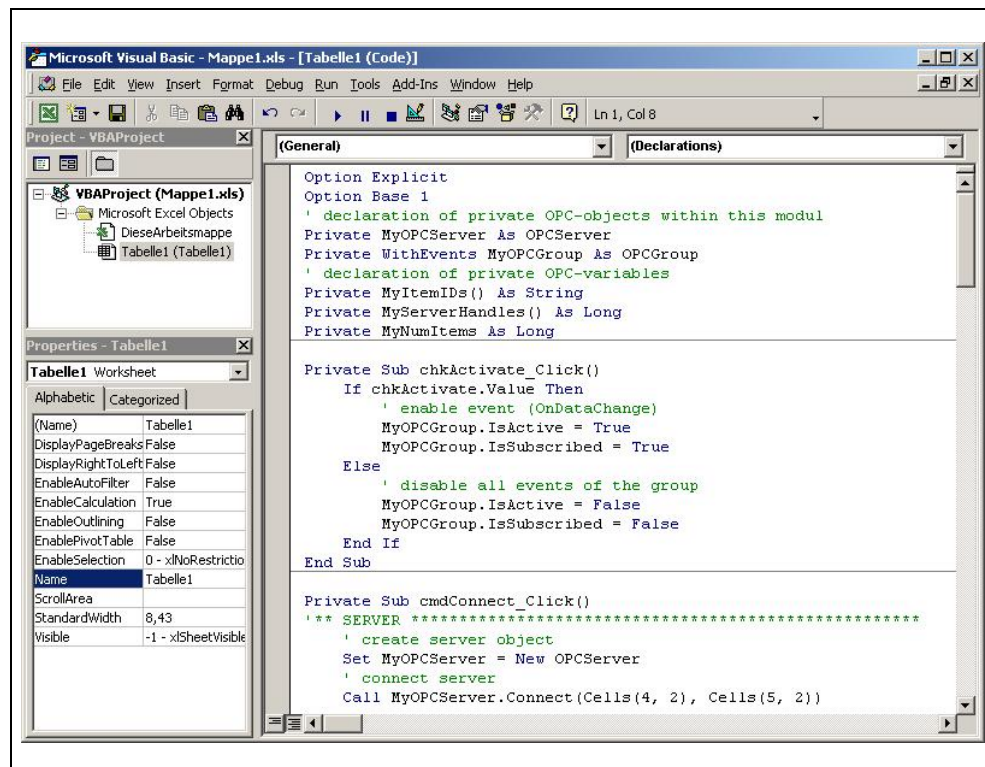 Microsoft Visual Basic - Mappe1.xls - [Tabelle1 (Code)]
File Edit View Insert Format Debug Run Tools Add-Ins Window Help
Ln 1, Col 8
Project - VBAProject
VBAProject (Mappe1.xls)
Microsoft Excel Objects
DieseArbeitsmappe
Tabelle1 (Tabelle1)
Properties - Tabelle1
Tabelle1 Worksheet
Alphabetic Categorized
(Name) Tabelle1
DisplayPageBreaks False
DisplayRightToLeft False
EnableAutoFilter False
EnableCalculation True
EnableOutlining False
EnablePivotTable False
EnableSelection 0 - xlNoRestrictio
Name Tabelle1
ScrollArea
StandardWidth 8,43
Visible -1 - xlSheetVisible
(General) (Declarations)
Option Explicit
Option Base 1
' declaration of private OPC-objects within this modul
Private MyOPCServer As OPCServer
Private WithEvents MyOPCGroup As OPCGroup
' declaration of private OPC-variables
Private MyItemIDs() As String
Private MyServerHandles() As Long
Private MyNumItems As Long
Private Sub chkActivate_Click()
If chkActivate.Value Then
' enable event (OnDataChange)
MyOPCGroup.IsActive = True
MyOPCGroup.IsSubscribed = True
Else
' disable all events of the group
MyOPCGroup.IsActive = False
MyOPCGroup.IsSubscribed = False
End If
End Sub
Private Sub cmdConnect_Click()
'** SERVER *****************************************************
' create server object
Set MyOPCServer = New OPCServer
' connect server
Call MyOPCServer.Connect(Cells(4, 2), Cells(5, 2))